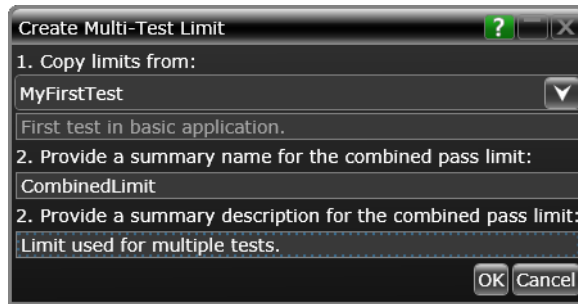 Create Multi-Test Limit
?
X
1. Copy limits from:
MyFirstTest
First test in basic application.
2. Provide a summary name for the combined pass limit:
CombinedLimit
2. Provide a summary description for the combined pass limit:
Limit used for multiple tests.
OK Cancel